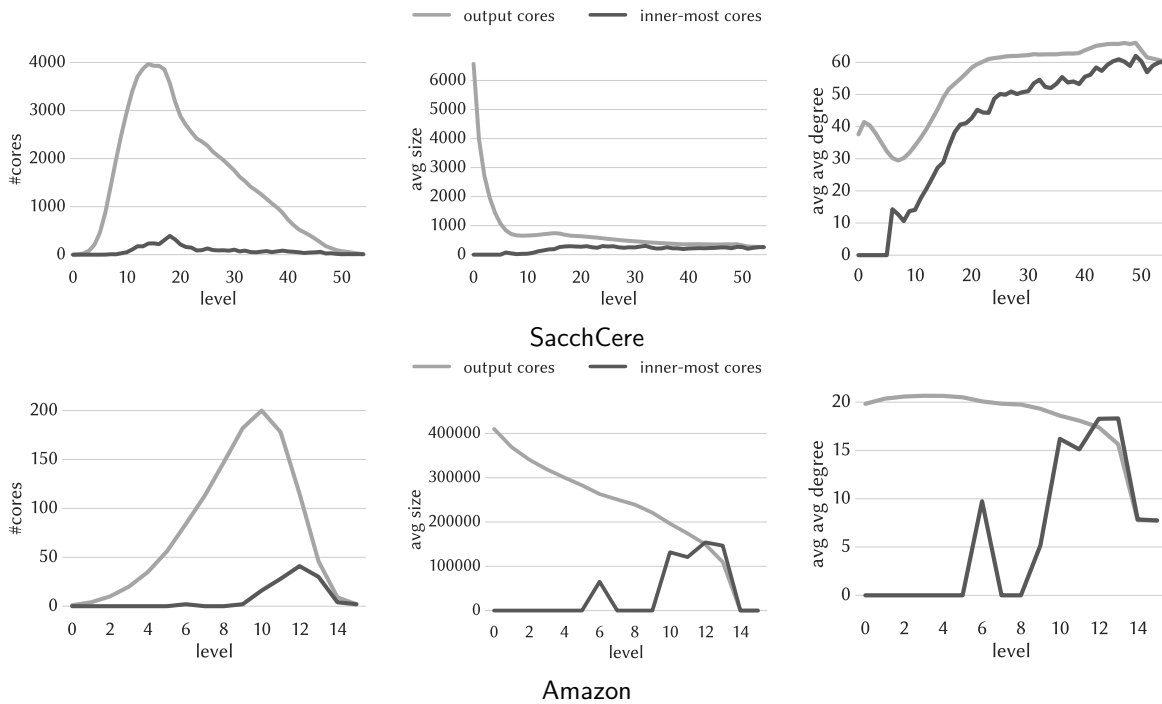 output cores inner-most cores
#cores
4000
3000
2000
1000
0
0 10 20 30 40 50
level
avg size
6000
5000
4000
3000
2000
1000
0
0 10 20 30 40 50
level
avg avg degree
60
50
40
30
20
10
0
0 10 20 30 40 50
level
SacchCere
output cores inner-most cores
#cores
200
150
100
50
0
0 2 4 6 8 10 12 14
level
avg size
400000
300000
200000
100000
0
0 2 4 6 8 10 12 14
level
avg avg degree
20
15
10
5
0
0 2 4 6 8 10 12 14
level
Amazon